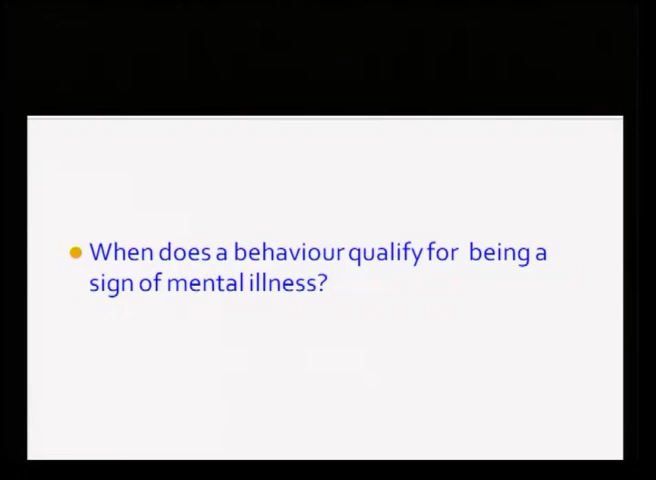 When does a behaviour qualify for being a
sign of mental illness?